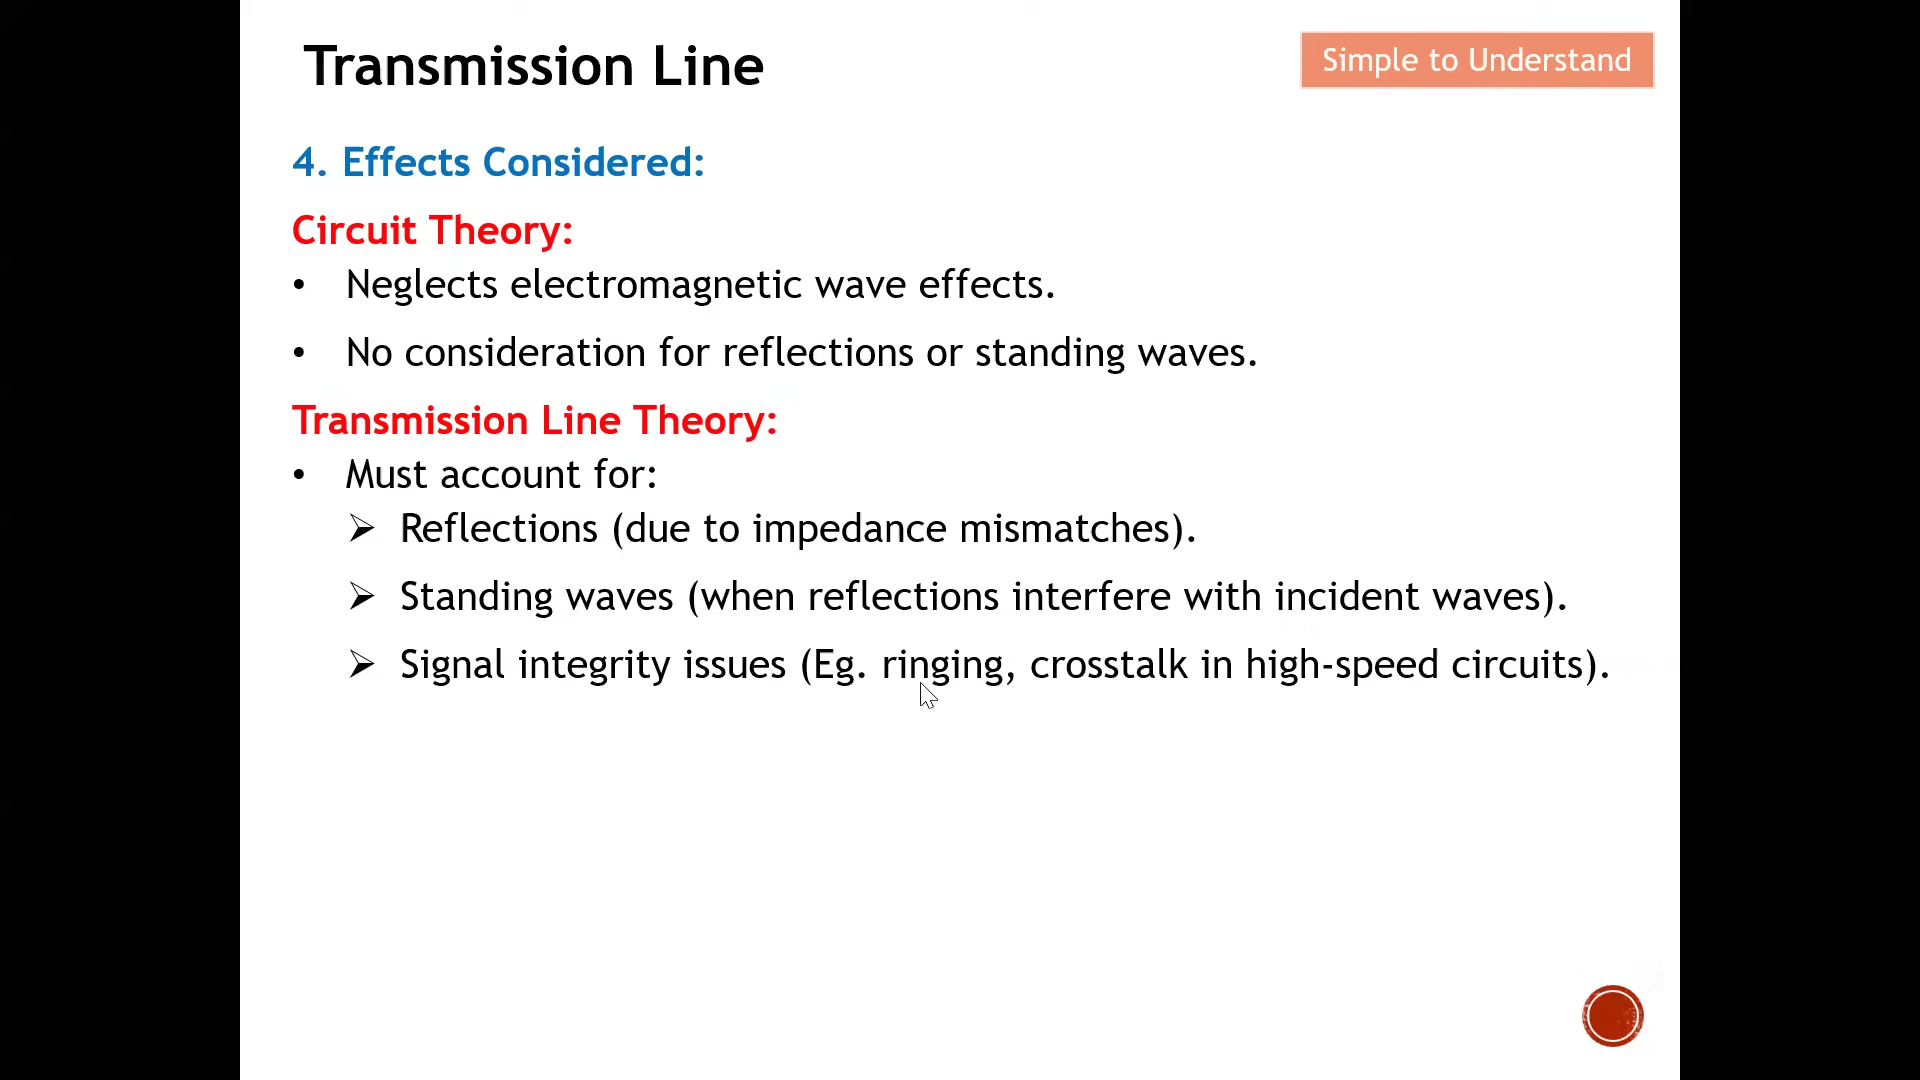 Transmission Line
Simple to Understand
4. Effects Considered:
Circuit Theory:
• Neglects electromagnetic wave effects.
• No consideration for reflections or standing waves.
Transmission Line Theory:
• Must account for:
➢ Reflections (due to impedance mismatches).
➢ Standing waves (when reflections interfere with incident waves).
➢ Signal integrity issues (Eg. ringing, crosstalk in high-speed circuits).